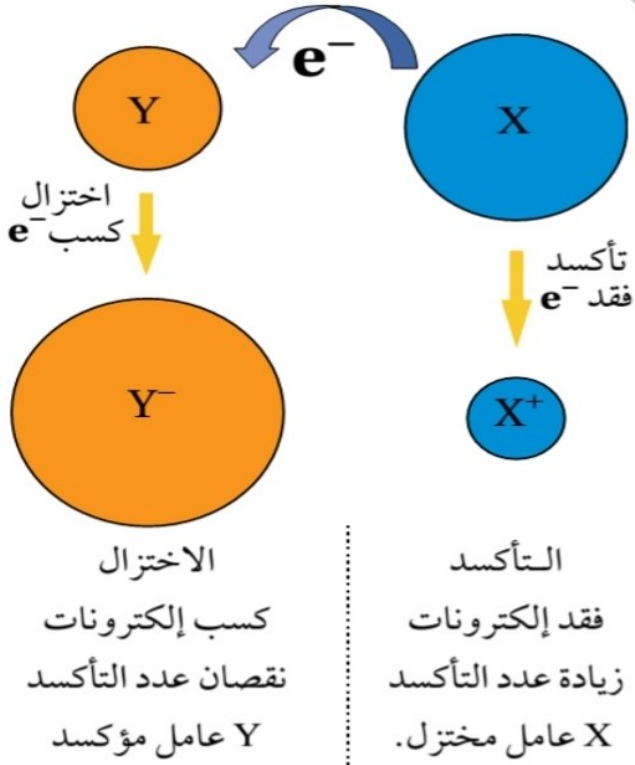 e⁻
X
Y
تأكسد
فقد e⁻
اختزال
كسب e⁻
X⁺
Y⁻
الـتأكسد
فقد إلكترونات
زيادة عدد التأكسد
X عامل مختزل.
الاختزال
كسب إلكترونات
نقصان عدد التأكسد
Y عامل مؤكسد